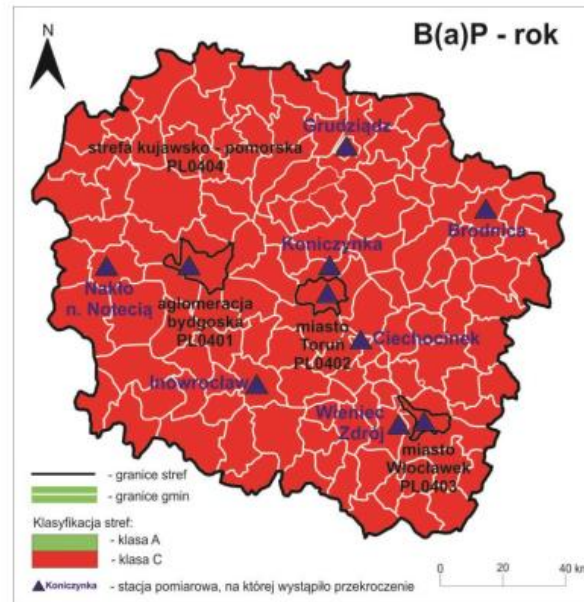 B(a)P - rok
N
Grudziądz
strefa kujawsko - pomorska
PL0404
Brodnica
Koniczynka
Nakło
n. Notecią
aglomeracja
bydgoska
PL0401
miasto
Toruń
PL0402
Ciechocinek
Inowrocław
Wieniec
Zdrój
miasto
Włocławek
PL0403
- granice stref
- granice gmin
Klasyfikacja stref:
- klasa A
- klasa C
Koniczynka - stacja pomiarowa, na której wystąpiło przekroczenie
0 20 40 km